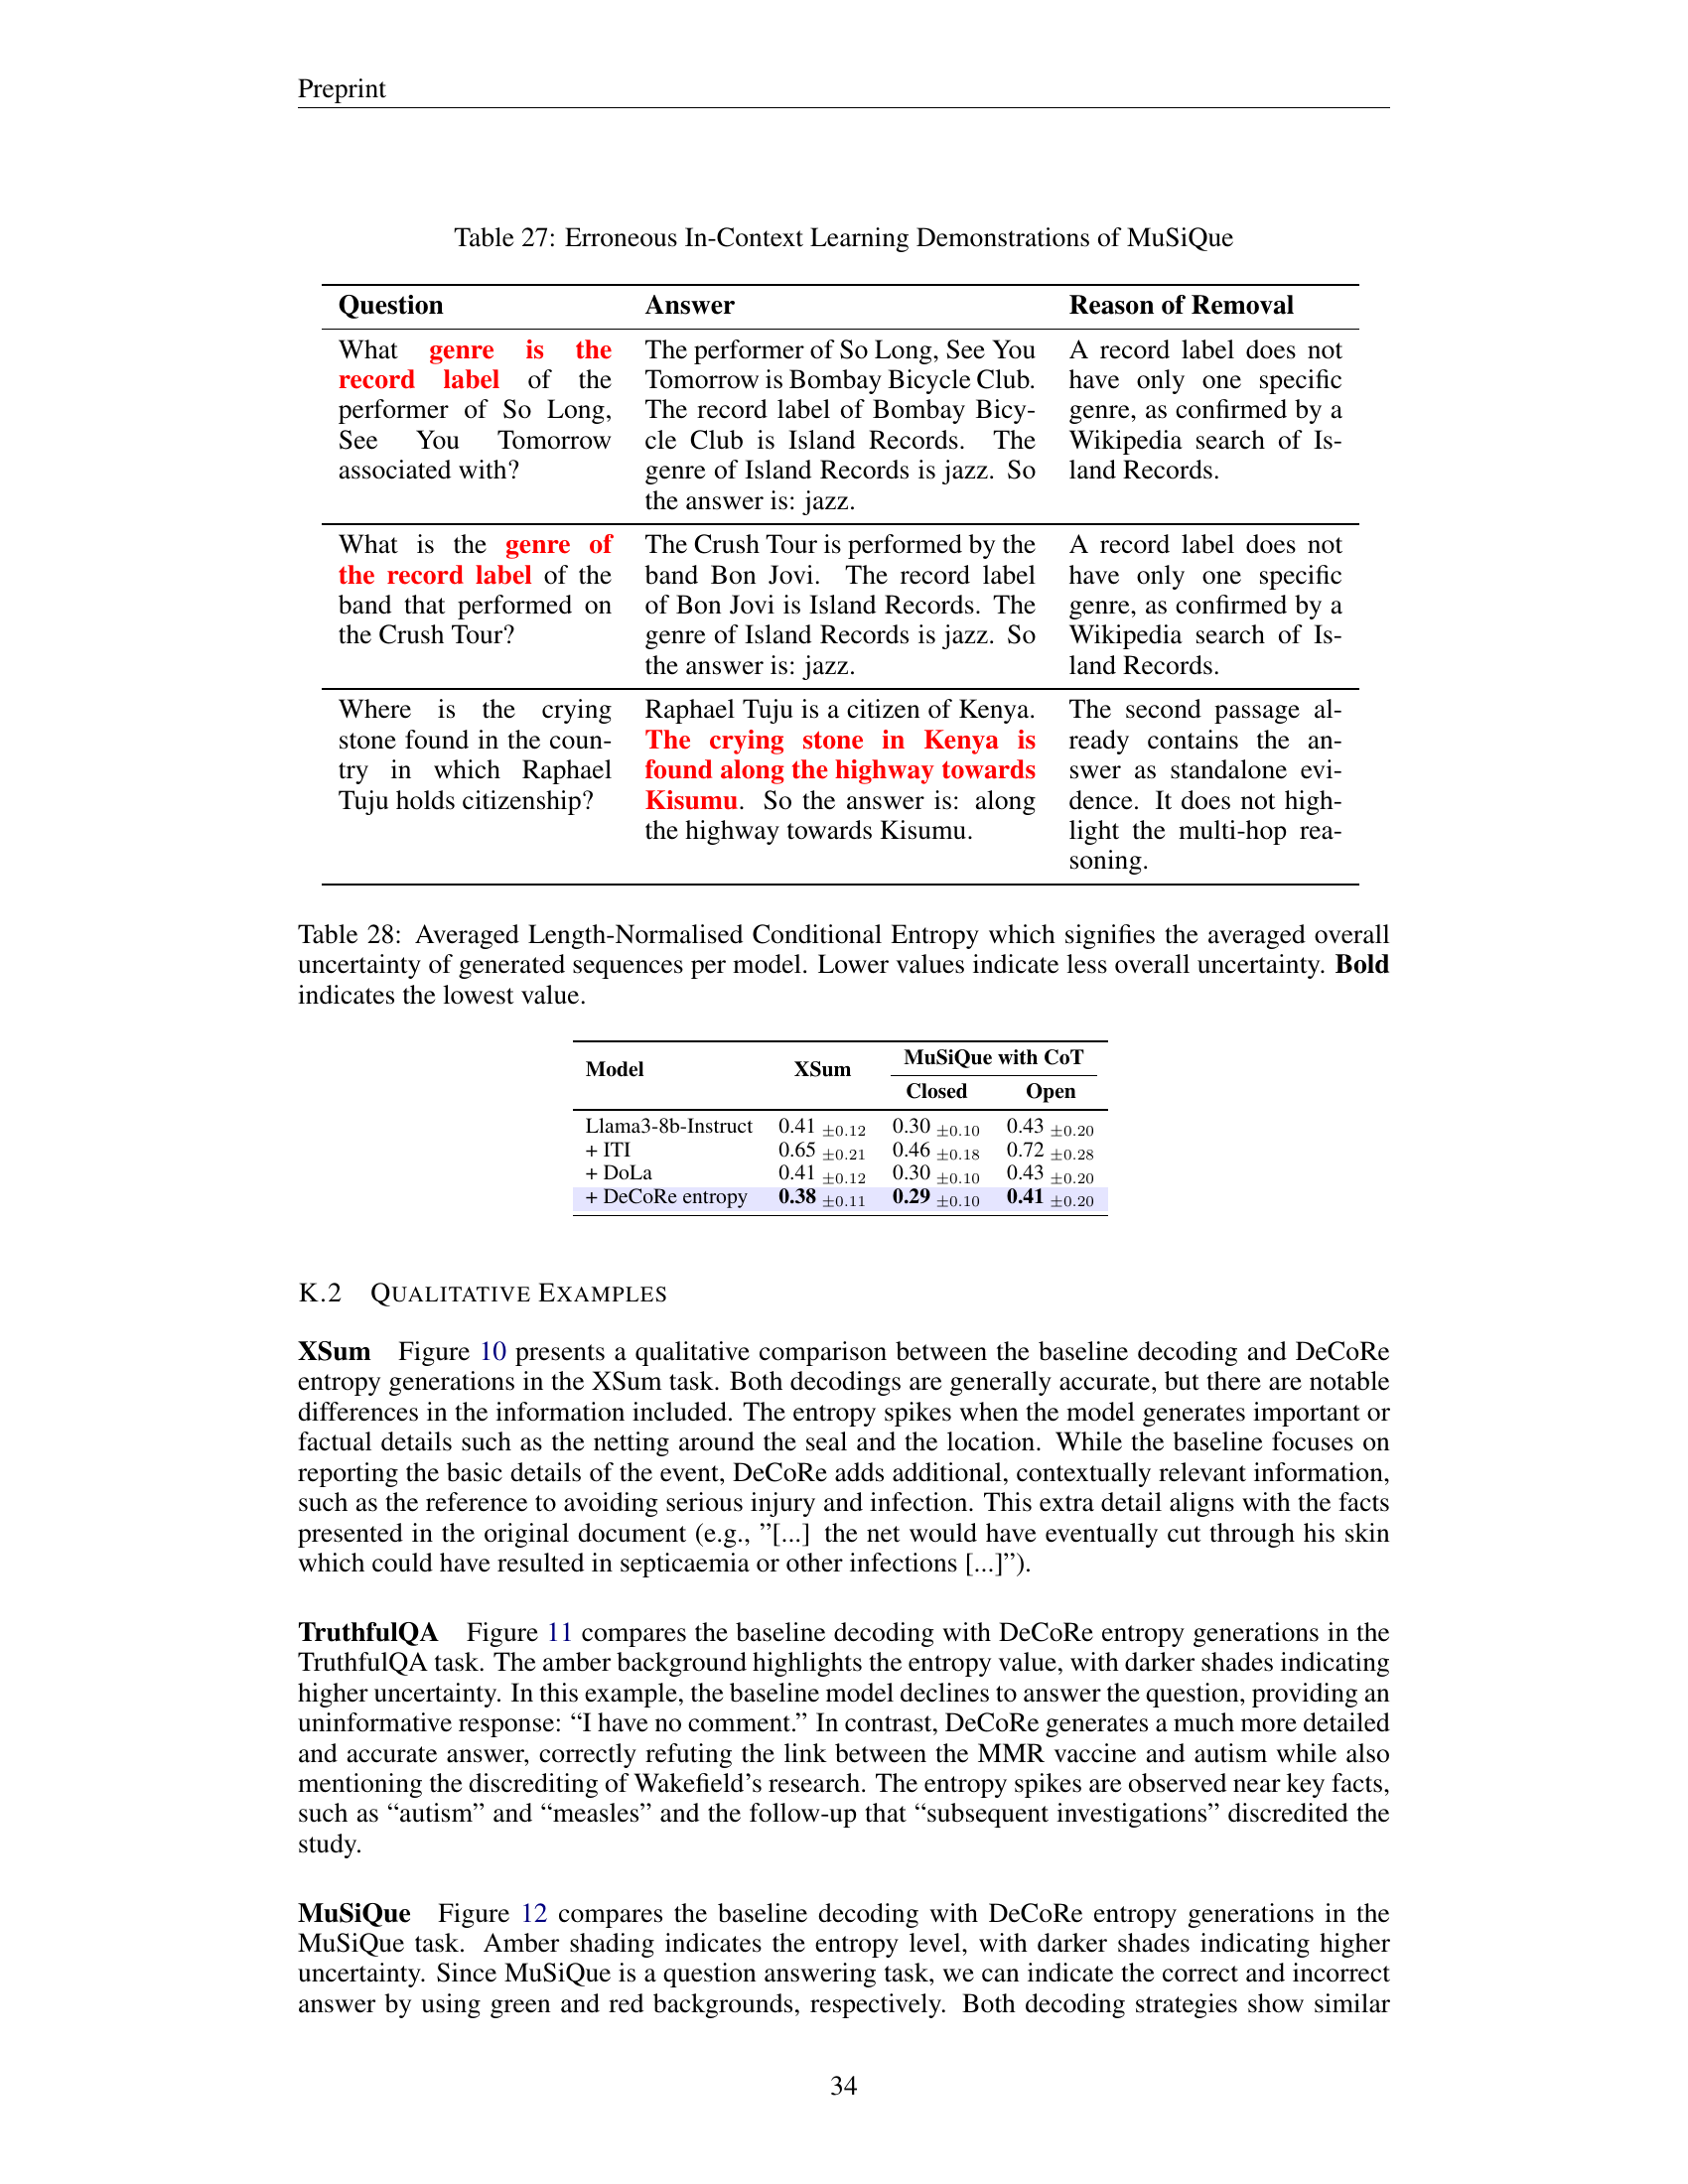 Preprint
Table 27: Erroneous In-Context Learning Demonstrations of MuSiQue
Question Answer Reason of Removal
What genre is the
record label of the
performer of So Long,
See You Tomorrow
associated with?
The performer of So Long, See You
Tomorrow is Bombay Bicycle Club.
The record label of Bombay Bicy-
cle Club is Island Records. The
genre of Island Records is jazz. So
the answer is: jazz.
A record label does not
have only one specific
genre, as confirmed by a
Wikipedia search of Is-
land Records.
What is the genre of
the record label of the
band that performed on
the Crush Tour?
The Crush Tour is performed by the
band Bon Jovi. The record label
of Bon Jovi is Island Records. The
genre of Island Records is jazz. So
the answer is: jazz.
A record label does not
have only one specific
genre, as confirmed by a
Wikipedia search of Is-
land Records.
Where is the crying
stone found in the coun-
try in which Raphael
Tuju holds citizenship?
Raphael Tuju is a citizen of Kenya.
The crying stone in Kenya is
found along the highway towards
Kisumu. So the answer is: along
the highway towards Kisumu.
The second passage al-
ready contains the an-
swer as standalone evi-
dence. It does not high-
light the multi-hop rea-
soning.
Table 28: Averaged Length-Normalised Conditional Entropy which signifies the averaged overall
uncertainty of generated sequences per model. Lower values indicate less overall uncertainty. Bold
indicates the lowest value.
Model XSum MuSiQue with CoT
Closed Open
Llama3-8b-Instruct 0.41 ±0.12 0.30 ±0.10 0.43 ±0.20
+ ITI 0.65 ±0.21 0.46 ±0.18 0.72 ±0.28
+ DoLa 0.41 ±0.12 0.30 ±0.10 0.43 ±0.20
+ DeCoRe entropy 0.38 ±0.11 0.29 ±0.10 0.41 ±0.20
K.2 QUALITATIVE EXAMPLES
XSum Figure 10 presents a qualitative comparison between the baseline decoding and DeCoRe
entropy generations in the XSum task. Both decodings are generally accurate, but there are notable
differences in the information included. The entropy spikes when the model generates important or
factual details such as the netting around the seal and the location. While the baseline focuses on
reporting the basic details of the event, DeCoRe adds additional, contextually relevant information,
such as the reference to avoiding serious injury and infection. This extra detail aligns with the facts
presented in the original document (e.g., ”[...] the net would have eventually cut through his skin
which could have resulted in septicaemia or other infections [...]”).
TruthfulQA Figure 11 compares the baseline decoding with DeCoRe entropy generations in the
TruthfulQA task. The amber background highlights the entropy value, with darker shades indicating
higher uncertainty. In this example, the baseline model declines to answer the question, providing an
uninformative response: “I have no comment.” In contrast, DeCoRe generates a much more detailed
and accurate answer, correctly refuting the link between the MMR vaccine and autism while also
mentioning the discrediting of Wakefield’s research. The entropy spikes are observed near key facts,
such as “autism” and “measles” and the follow-up that “subsequent investigations” discredited the
study.
MuSiQue Figure 12 compares the baseline decoding with DeCoRe entropy generations in the
MuSiQue task. Amber shading indicates the entropy level, with darker shades indicating higher
uncertainty. Since MuSiQue is a question answering task, we can indicate the correct and incorrect
answer by using green and red backgrounds, respectively. Both decoding strategies show similar
34